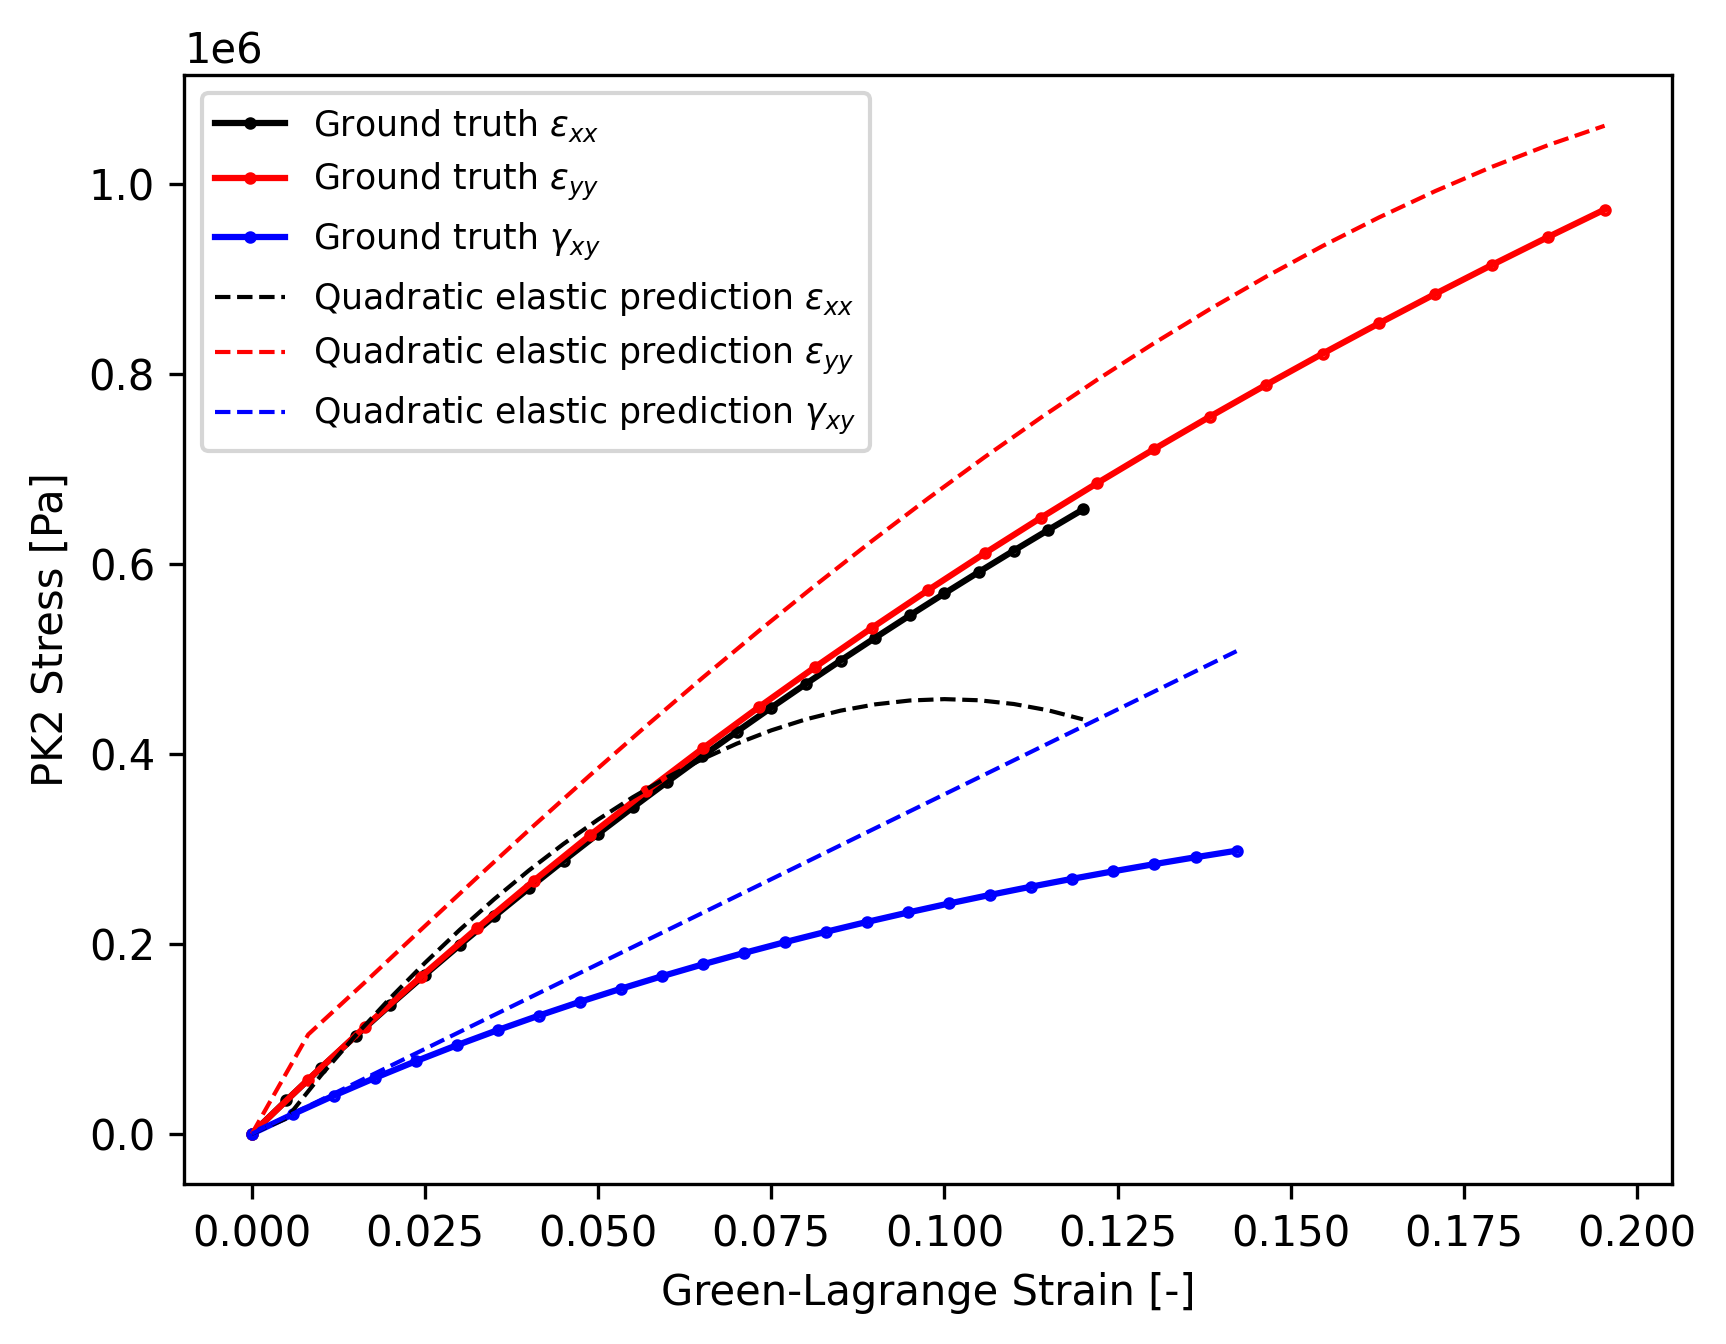 1e6
Ground truth εxx
Ground truth εyy
Ground truth γxy
Quadratic elastic prediction εxx
Quadratic elastic prediction εyy
Quadratic elastic prediction γxy
1.0
0.8
0.6
0.4
0.2
0.0
PK2 Stress [Pa]
0.000 0.025 0.050 0.075 0.100 0.125 0.150 0.175 0.200
Green-Lagrange Strain [-]